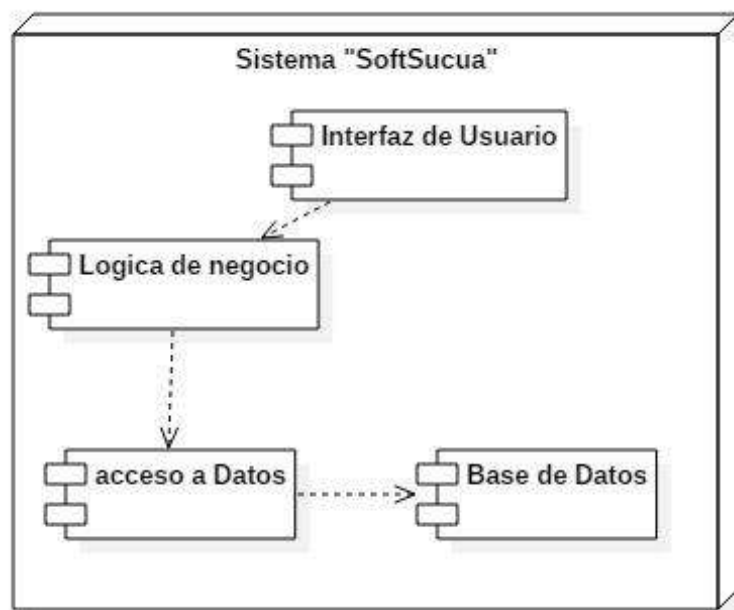 Sistema "SoftSucua"
Interfaz de Usuario
Logica de negocio
acceso a Datos
Base de Datos